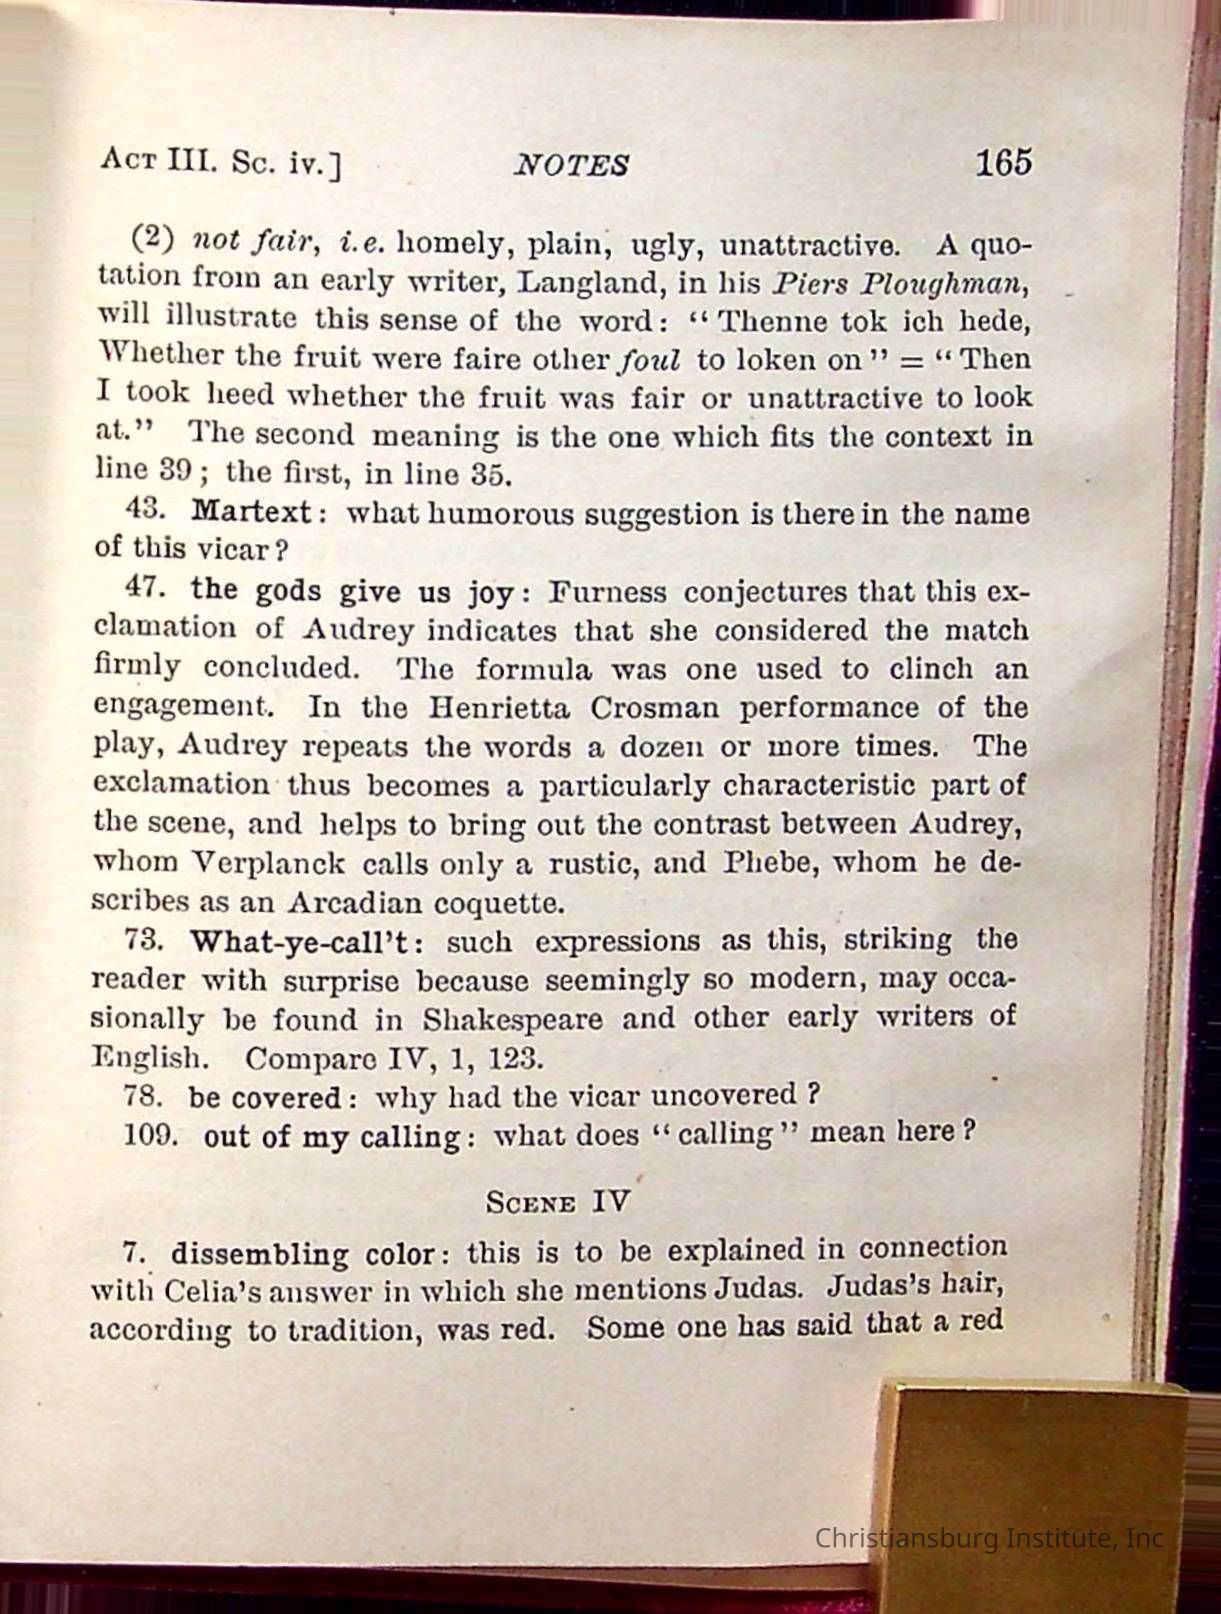 ACT III. Sc. iv.] NOTES 165
(2) not fair, i.e. homely, plain, ugly, unattractive. A quo-
tation from an early writer, Langland, in his Piers Ploughman,
will illustrate this sense of the word: “Thenne tok ich hede,
Whether the fruit were faire other foul to loken on” = “Then
I took heed whether the fruit was fair or unattractive to look
at.” The second meaning is the one which fits the context in
line 39; the first, in line 35.
43. Martext: what humorous suggestion is there in the name
of this vicar?
47. the gods give us joy: Furness conjectures that this ex-
clamation of Audrey indicates that she considered the match
firmly concluded. The formula was one used to clinch an
engagement. In the Henrietta Crosman performance of the
play, Audrey repeats the words a dozen or more times. The
exclamation thus becomes a particularly characteristic part of
the scene, and helps to bring out the contrast between Audrey,
whom Verplanck calls only a rustic, and Phebe, whom he de-
scribes as an Arcadian coquette.
73. What-ye-call’t: such expressions as this, striking the
reader with surprise because seemingly so modern, may occa-
sionally be found in Shakespeare and other early writers of
English. Compare IV, 1, 123.
78. be covered: why had the vicar uncovered?
109. out of my calling: what does “calling” mean here?
SCENE IV
7. dissembling color: this is to be explained in connection
with Celia’s answer in which she mentions Judas. Judas’s hair,
according to tradition, was red. Some one has said that a red
Christiansburg Institute, Inc